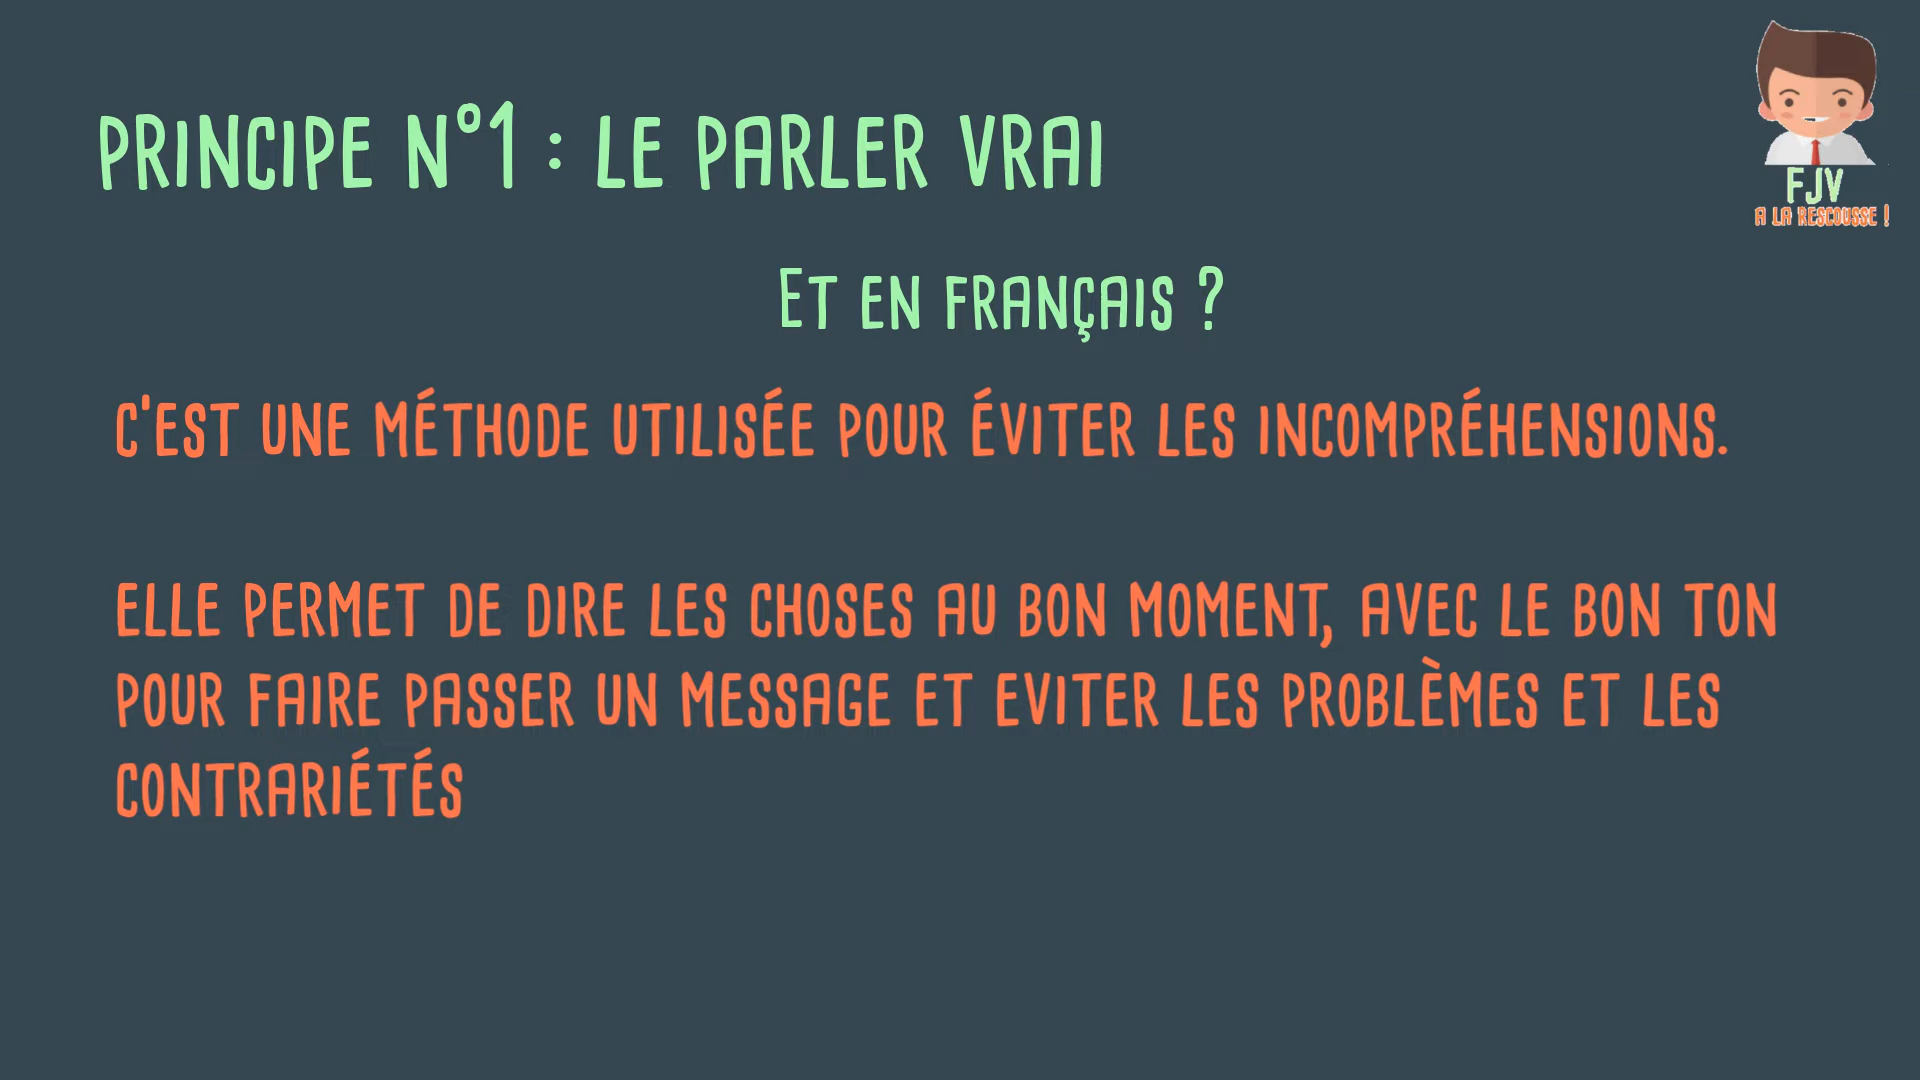 PRINCIPE N°1 : LE PARLER VRAI
FJV
A LA RESCOUSSE !
Et en français ?
C'EST UNE MÉTHODE UTILISÉE POUR ÉVITER LES INCOMPRÉHENSIONS.
ELLE PERMET DE DIRE LES CHOSES AU BON MOMENT, AVEC LE BON TON
POUR FAIRE PASSER UN MESSAGE ET EVITER LES PROBLÈMES ET LES
CONTRARIÉTÉS